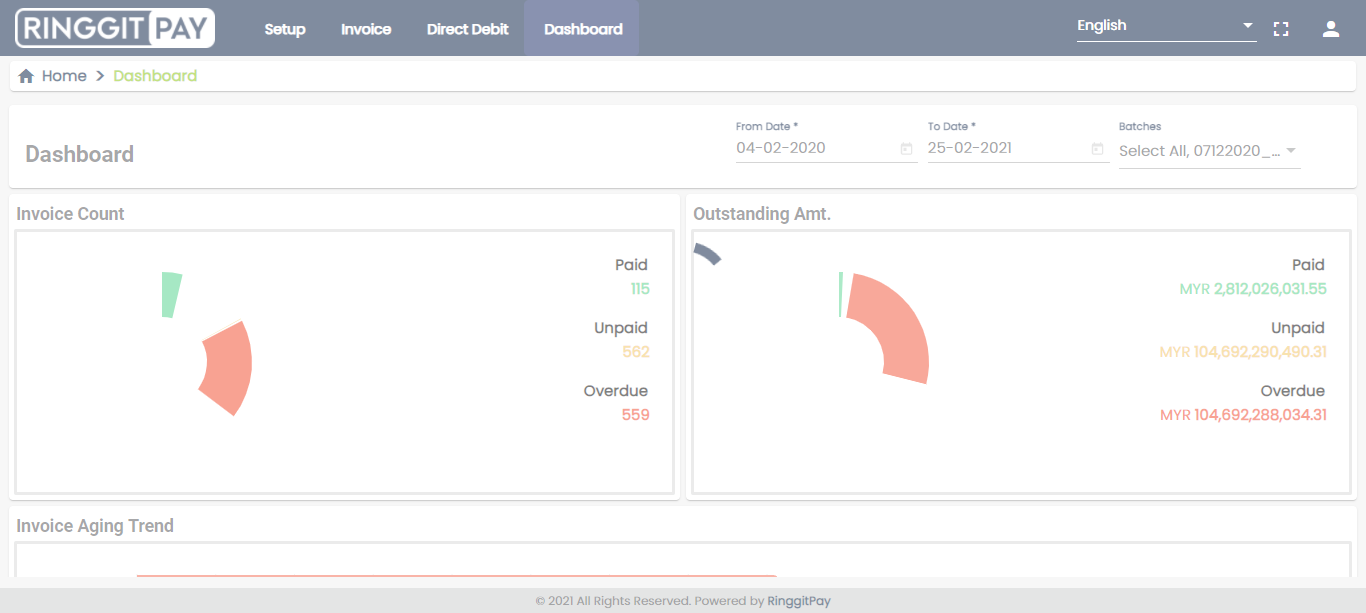 RINGGIT PAY
Setup Invoice Direct Debit Dashboard English
Home > Dashboard
Dashboard
From Date * To Date * Batches
04-02-2020 25-02-2021 Select All, 07122020_...
Invoice Count
Paid
115
Unpaid
562
Overdue
559
Outstanding Amt.
Paid
MYR 2,812,026,031.55
Unpaid
MYR 104,692,290,490.31
Overdue
MYR 104,692,288,034.31
Invoice Aging Trend
© 2021 All Rights Reserved. Powered by RinggitPay